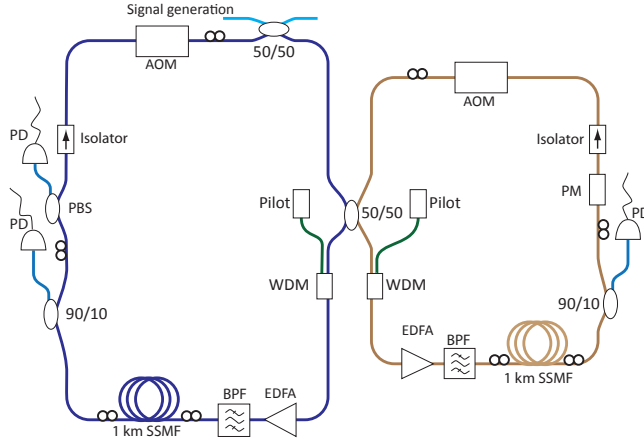 Signal generation
50/50
AOM
AOM
PD
Isolator
Isolator
PBS
PM
Pilot
50/50
Pilot
PD
PD
WDM
WDM
90/10
90/10
EDFA
BPF
1 km SSMF
BPF
EDFA
1 km SSMF